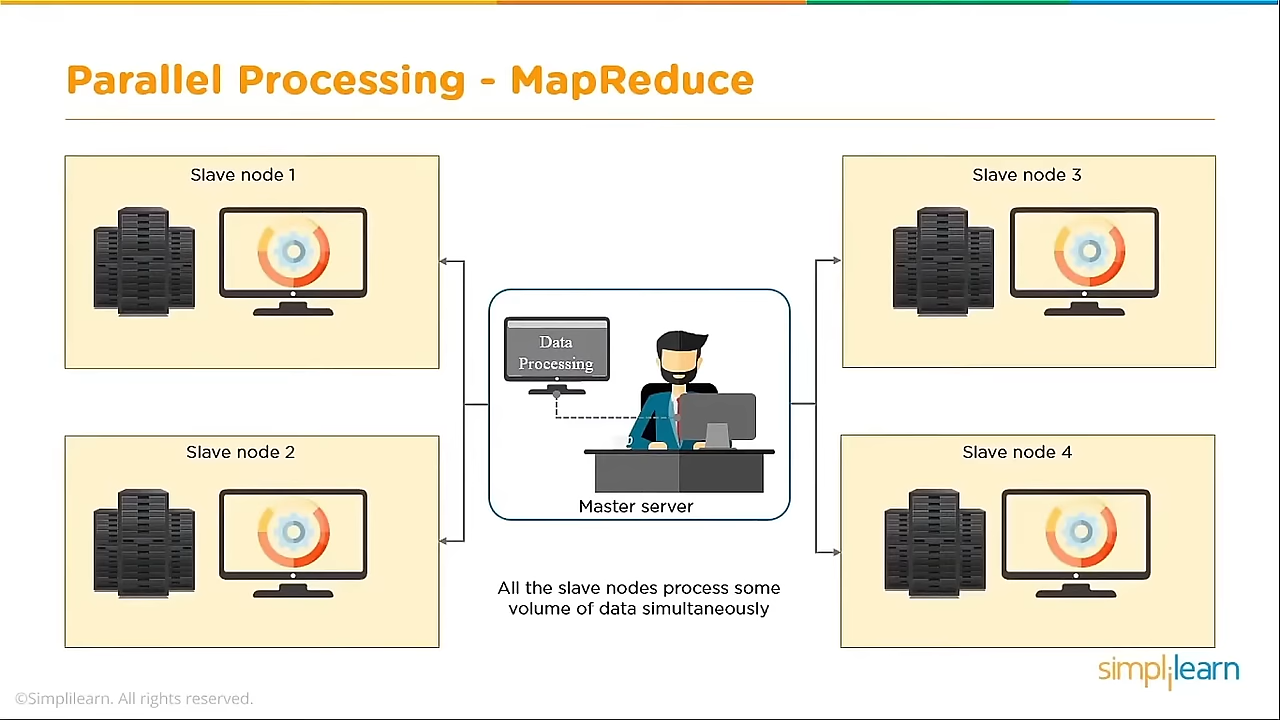 Parallel Processing - MapReduce
Slave node 1
Slave node 3
Data
Processing
Master server
Slave node 2
Slave node 4
All the slave nodes process some
volume of data simultaneously
simplilearn
©Simplilearn. All rights reserved.